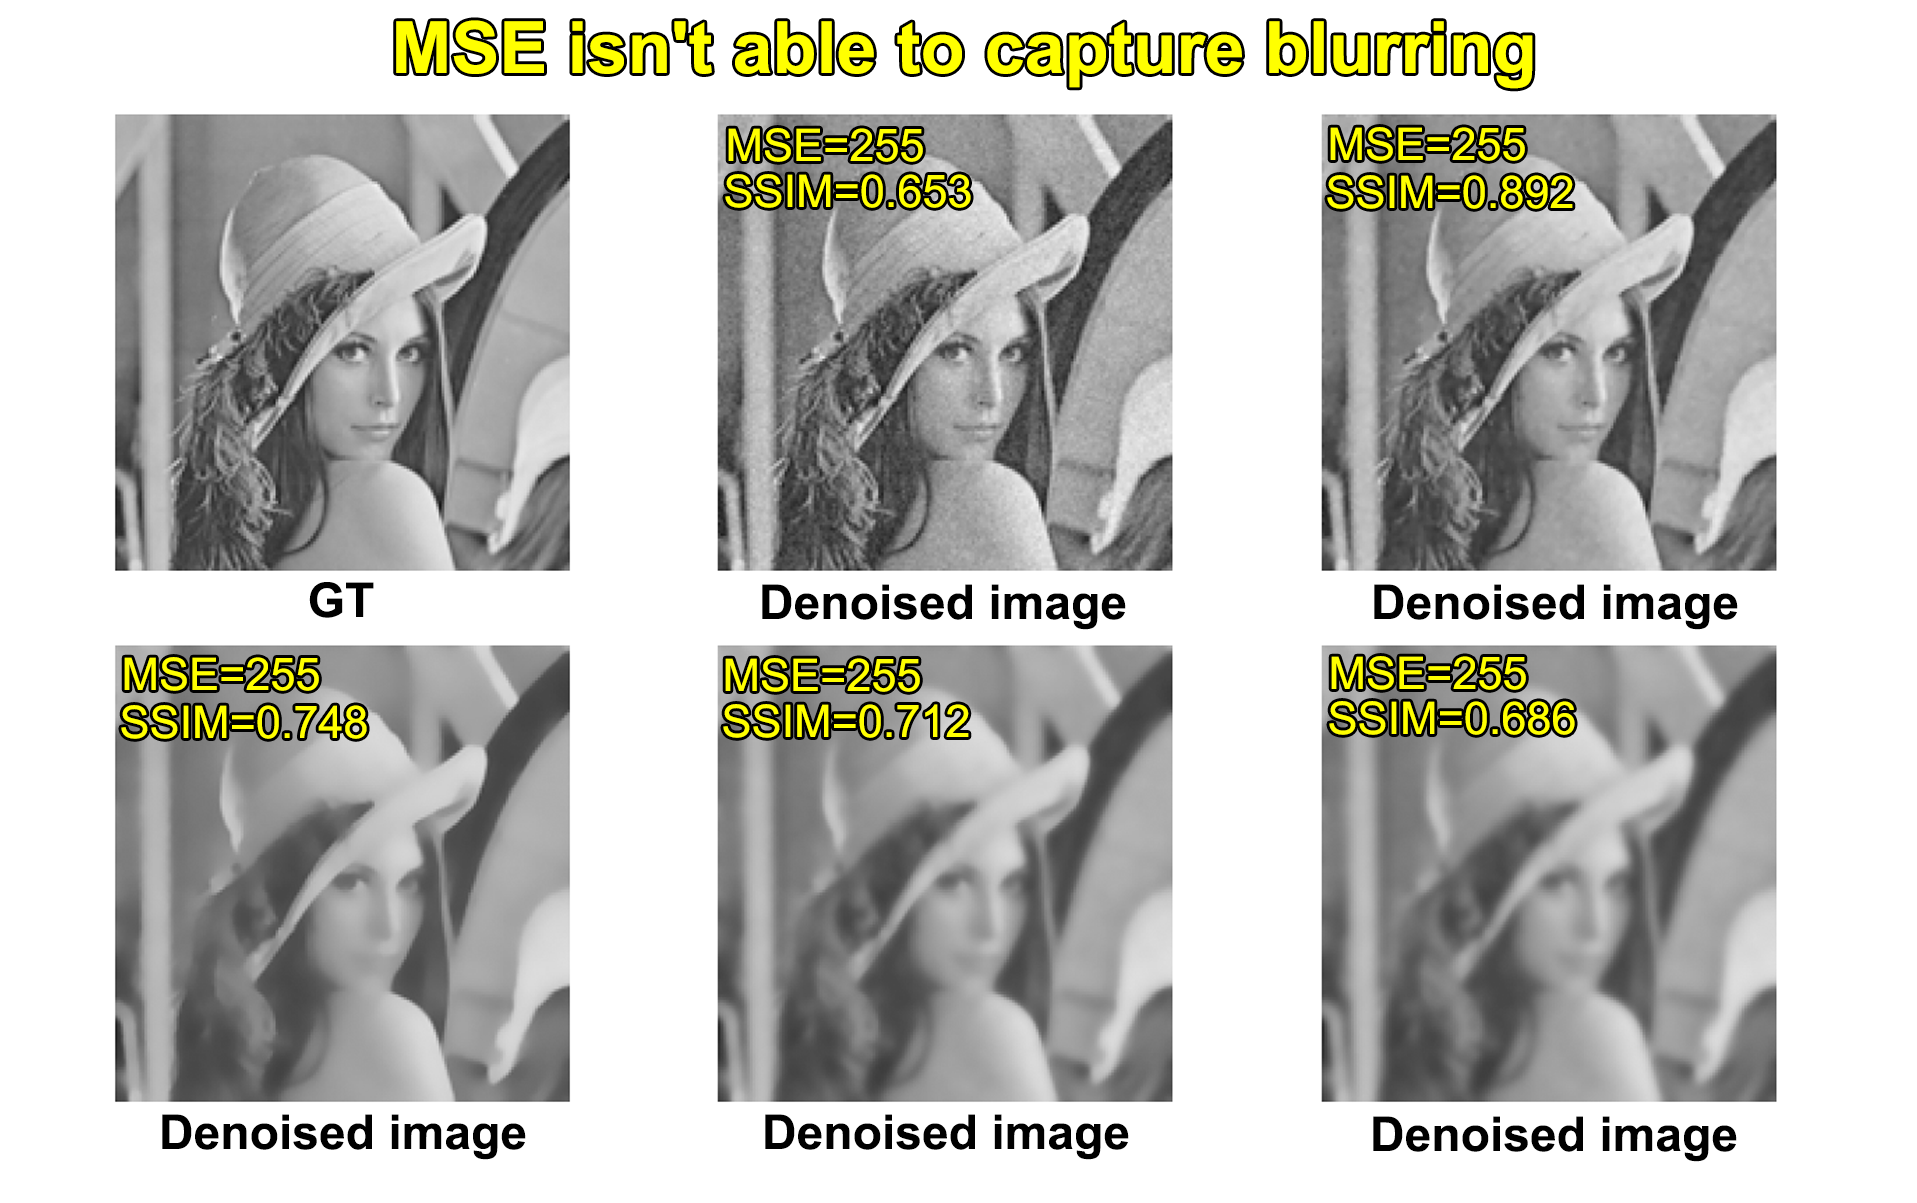 MSE isn't able to capture blurring
MSE=255
SSIM=0.653
MSE=255
SSIM=0.892
GT
Denoised image
Denoised image
MSE=255
SSIM=0.748
MSE=255
SSIM=0.712
MSE=255
SSIM=0.686
Denoised image
Denoised image
Denoised image